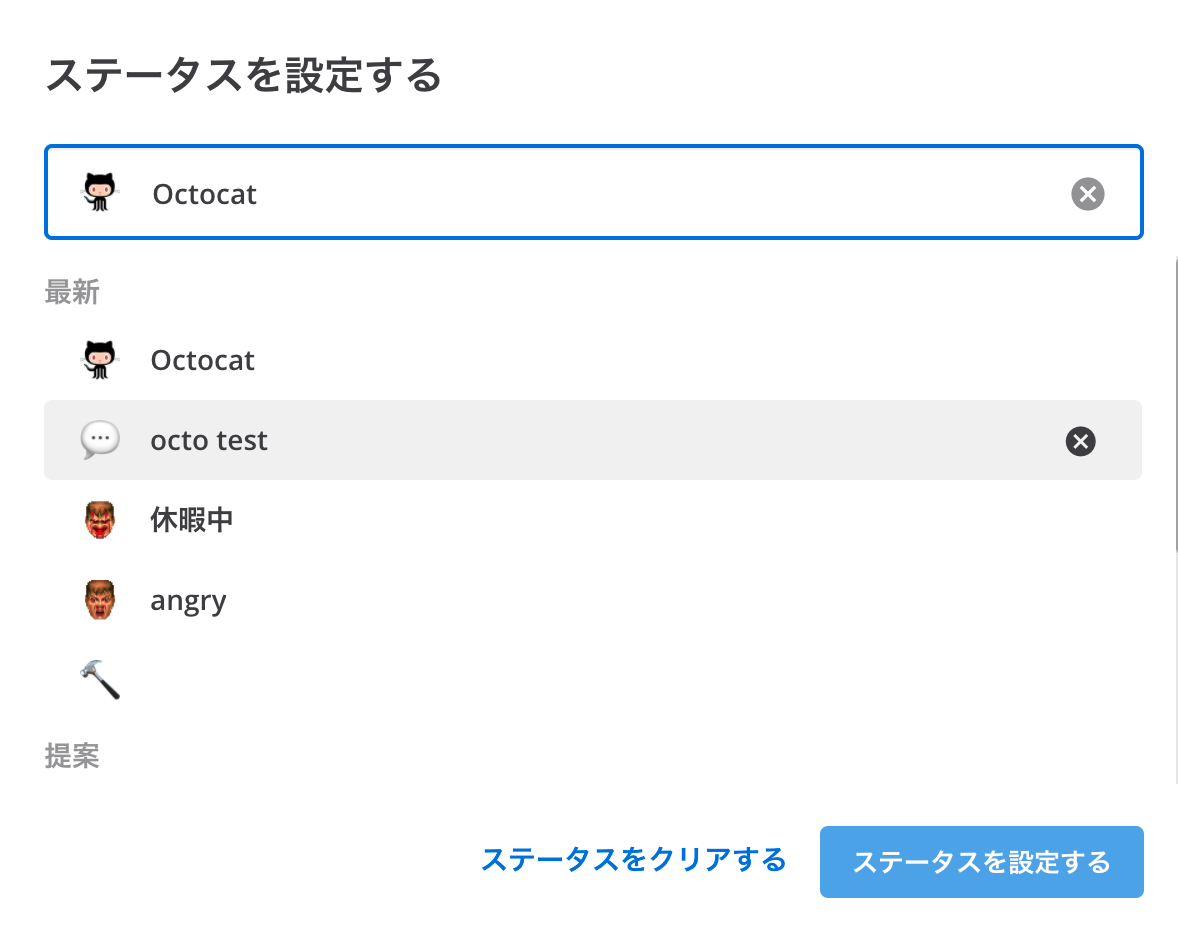 ステータスを設定する
Octocat
最新
Octocat
octo test
休暇中
angry
提案
ステータスをクリアする
ステータスを設定する